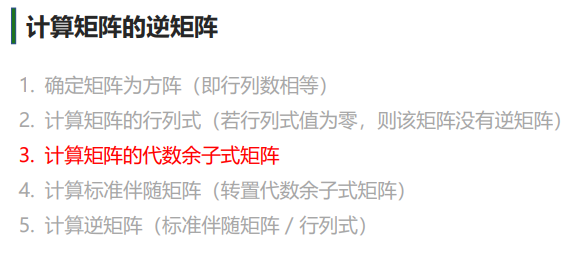 计算矩阵的逆矩阵
1. 确定矩阵为方阵（即行列数相等）
2. 计算矩阵的行列式（若行列式值为零，则该矩阵没有逆矩阵）
3. 计算矩阵的代数余子式矩阵
4. 计算标准伴随矩阵（转置代数余子式矩阵）
5. 计算逆矩阵（标准伴随矩阵 / 行列式）